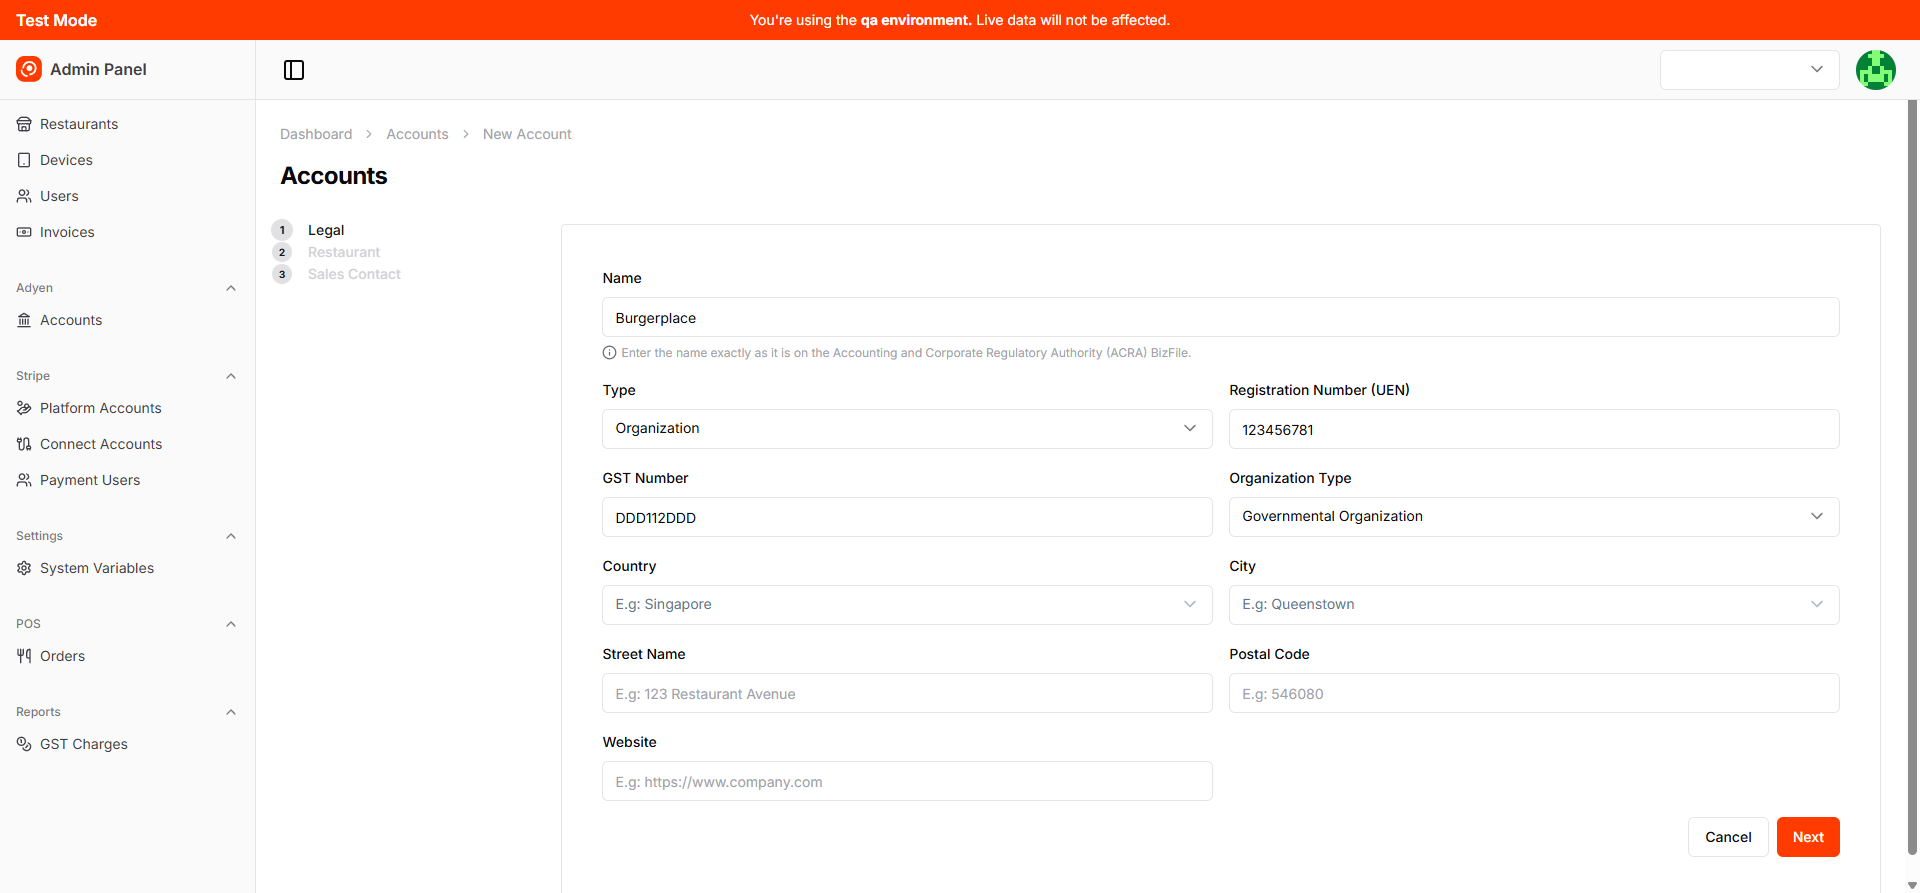 Test Mode
You're using the qa environment. Live data will not be affected.
Admin Panel
Restaurants
Devices
Users
Invoices
Adyen
Accounts
Stripe
Platform Accounts
Connect Accounts
Payment Users
Settings
System Variables
POS
Orders
Reports
GST Charges
Dashboard > Accounts > New Account
Accounts
1 Legal
2 Restaurant
3 Sales Contact
Name
Burgerplace
Enter the name exactly as it is on the Accounting and Corporate Regulatory Authority (ACRA) BizFile.
Type
Organization
Registration Number (UEN)
123456781
GST Number
DDD112DDD
Organization Type
Governmental Organization
Country
E.g: Singapore
City
E.g: Queenstown
Street Name
E.g: 123 Restaurant Avenue
Postal Code
E.g: 546080
Website
E.g: https://www.company.com
Cancel
Next